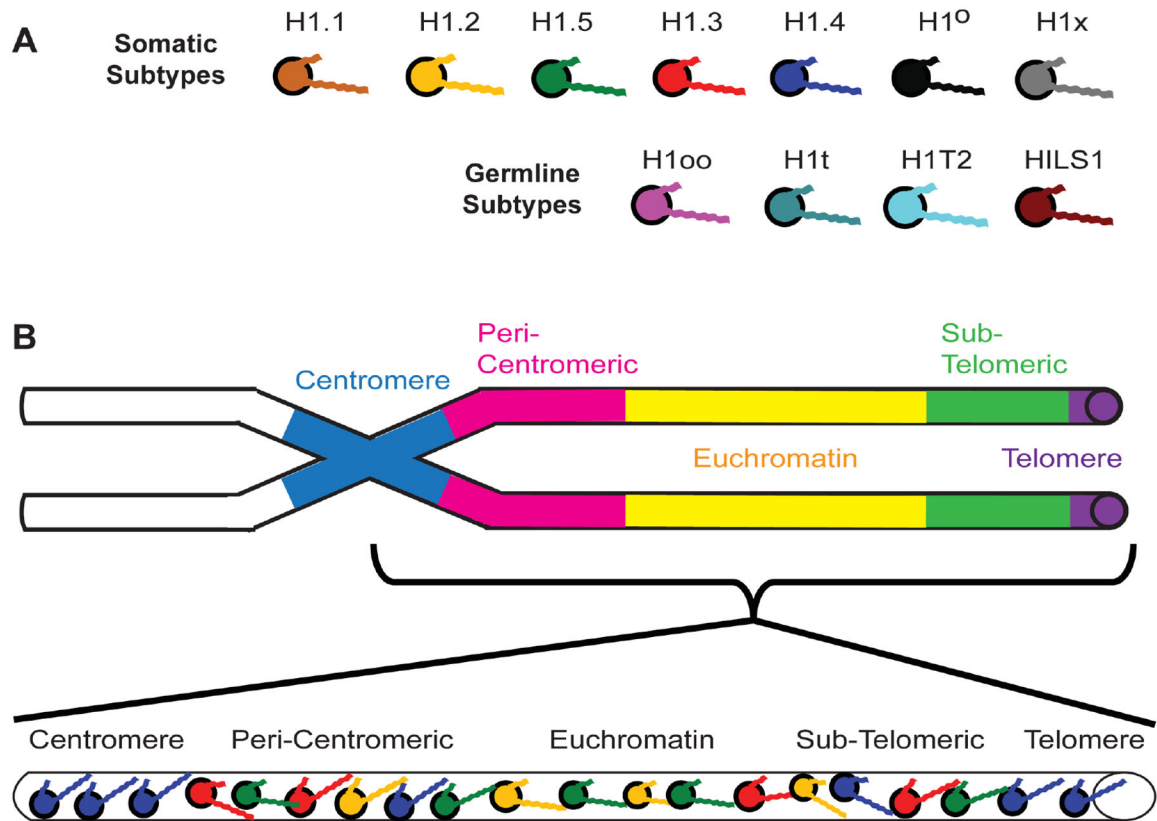 A
Somatic
Subtypes
H1.1 H1.2 H1.5 H1.3 H1.4 H1⁰ H1x
Germline
Subtypes
H1oo H1t H1T2 HILS1
B
Peri-
Centromeric
Sub-
Telomeric
Centromere
Euchromatin
Telomere
Centromere Peri-Centromeric Euchromatin Sub-Telomeric Telomere